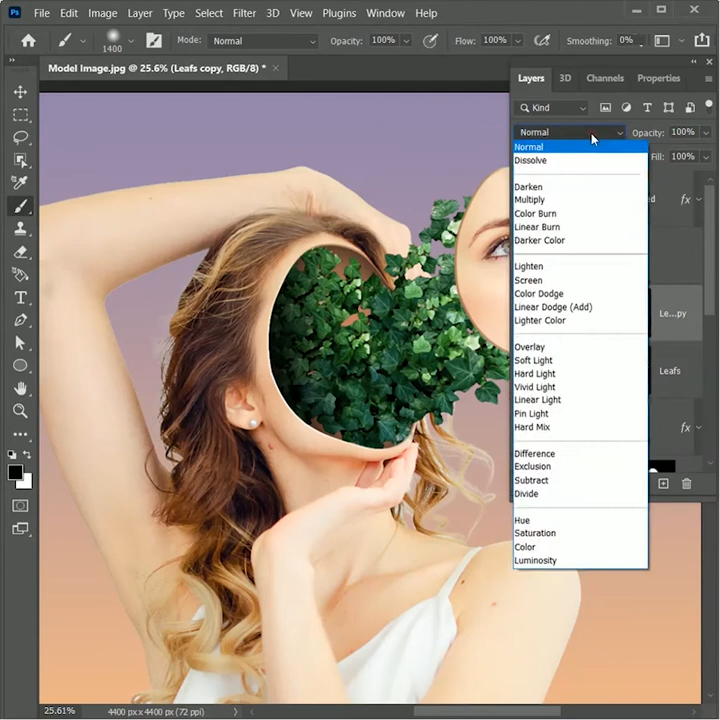 Ps File Edit Image Layer Type Select Filter 3D View Plugins Window Help
1400 Mode: Normal Opacity: 100% Flow: 100% Smoothing: 0%
Model Image.jpg @ 25.6% (Leafs copy, RGB/8) *
Layers 3D Channels Properties
Kind
Normal Opacity: 100%
Fill: 100%
Normal
Dissolve
Darken
Multiply
Color Burn
Linear Burn
Darker Color
Lighten
Screen
Color Dodge
Linear Dodge (Add)
Lighter Color
Overlay
Soft Light
Hard Light
Vivid Light
Linear Light
Pin Light
Hard Mix
Difference
Exclusion
Subtract
Divide
Hue
Saturation
Color
Luminosity
d fx
Le...py
Leafs
fx
25.61% 4400 px x 4400 px (72 ppi)